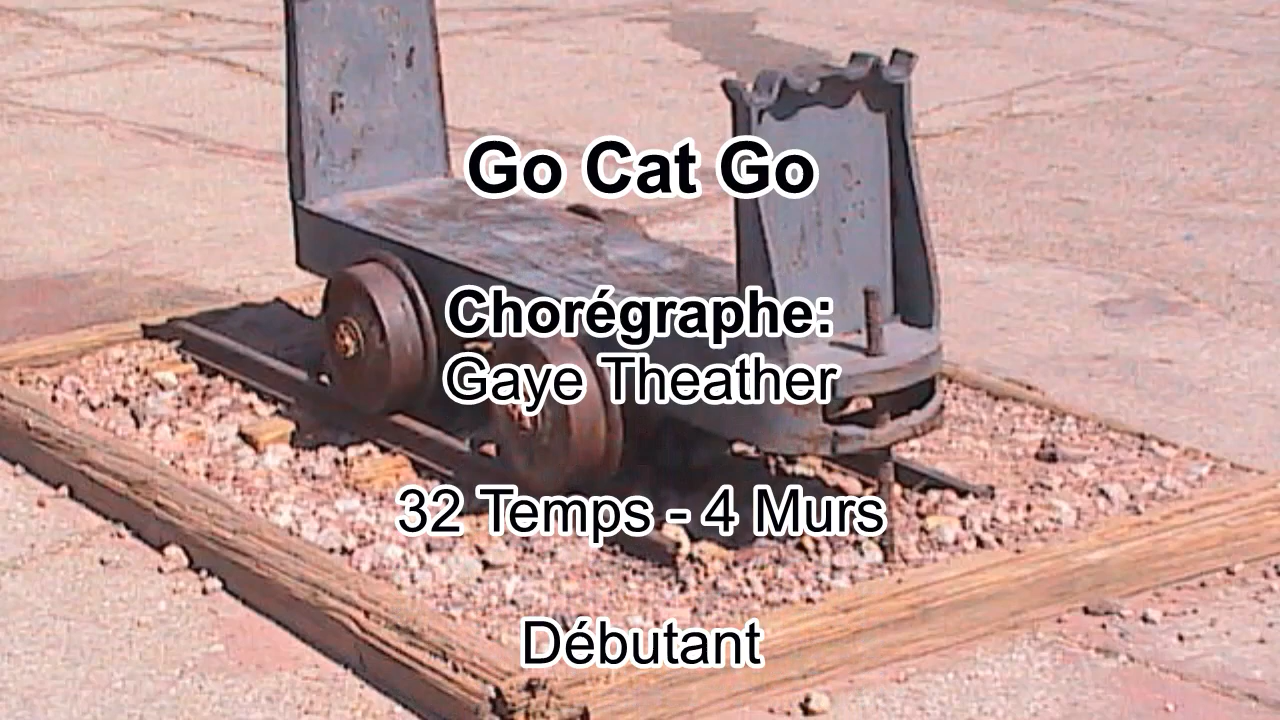 Go Cat Go
Chorégraphe:
Gaye Theather
32 Temps - 4 Murs
Débutant